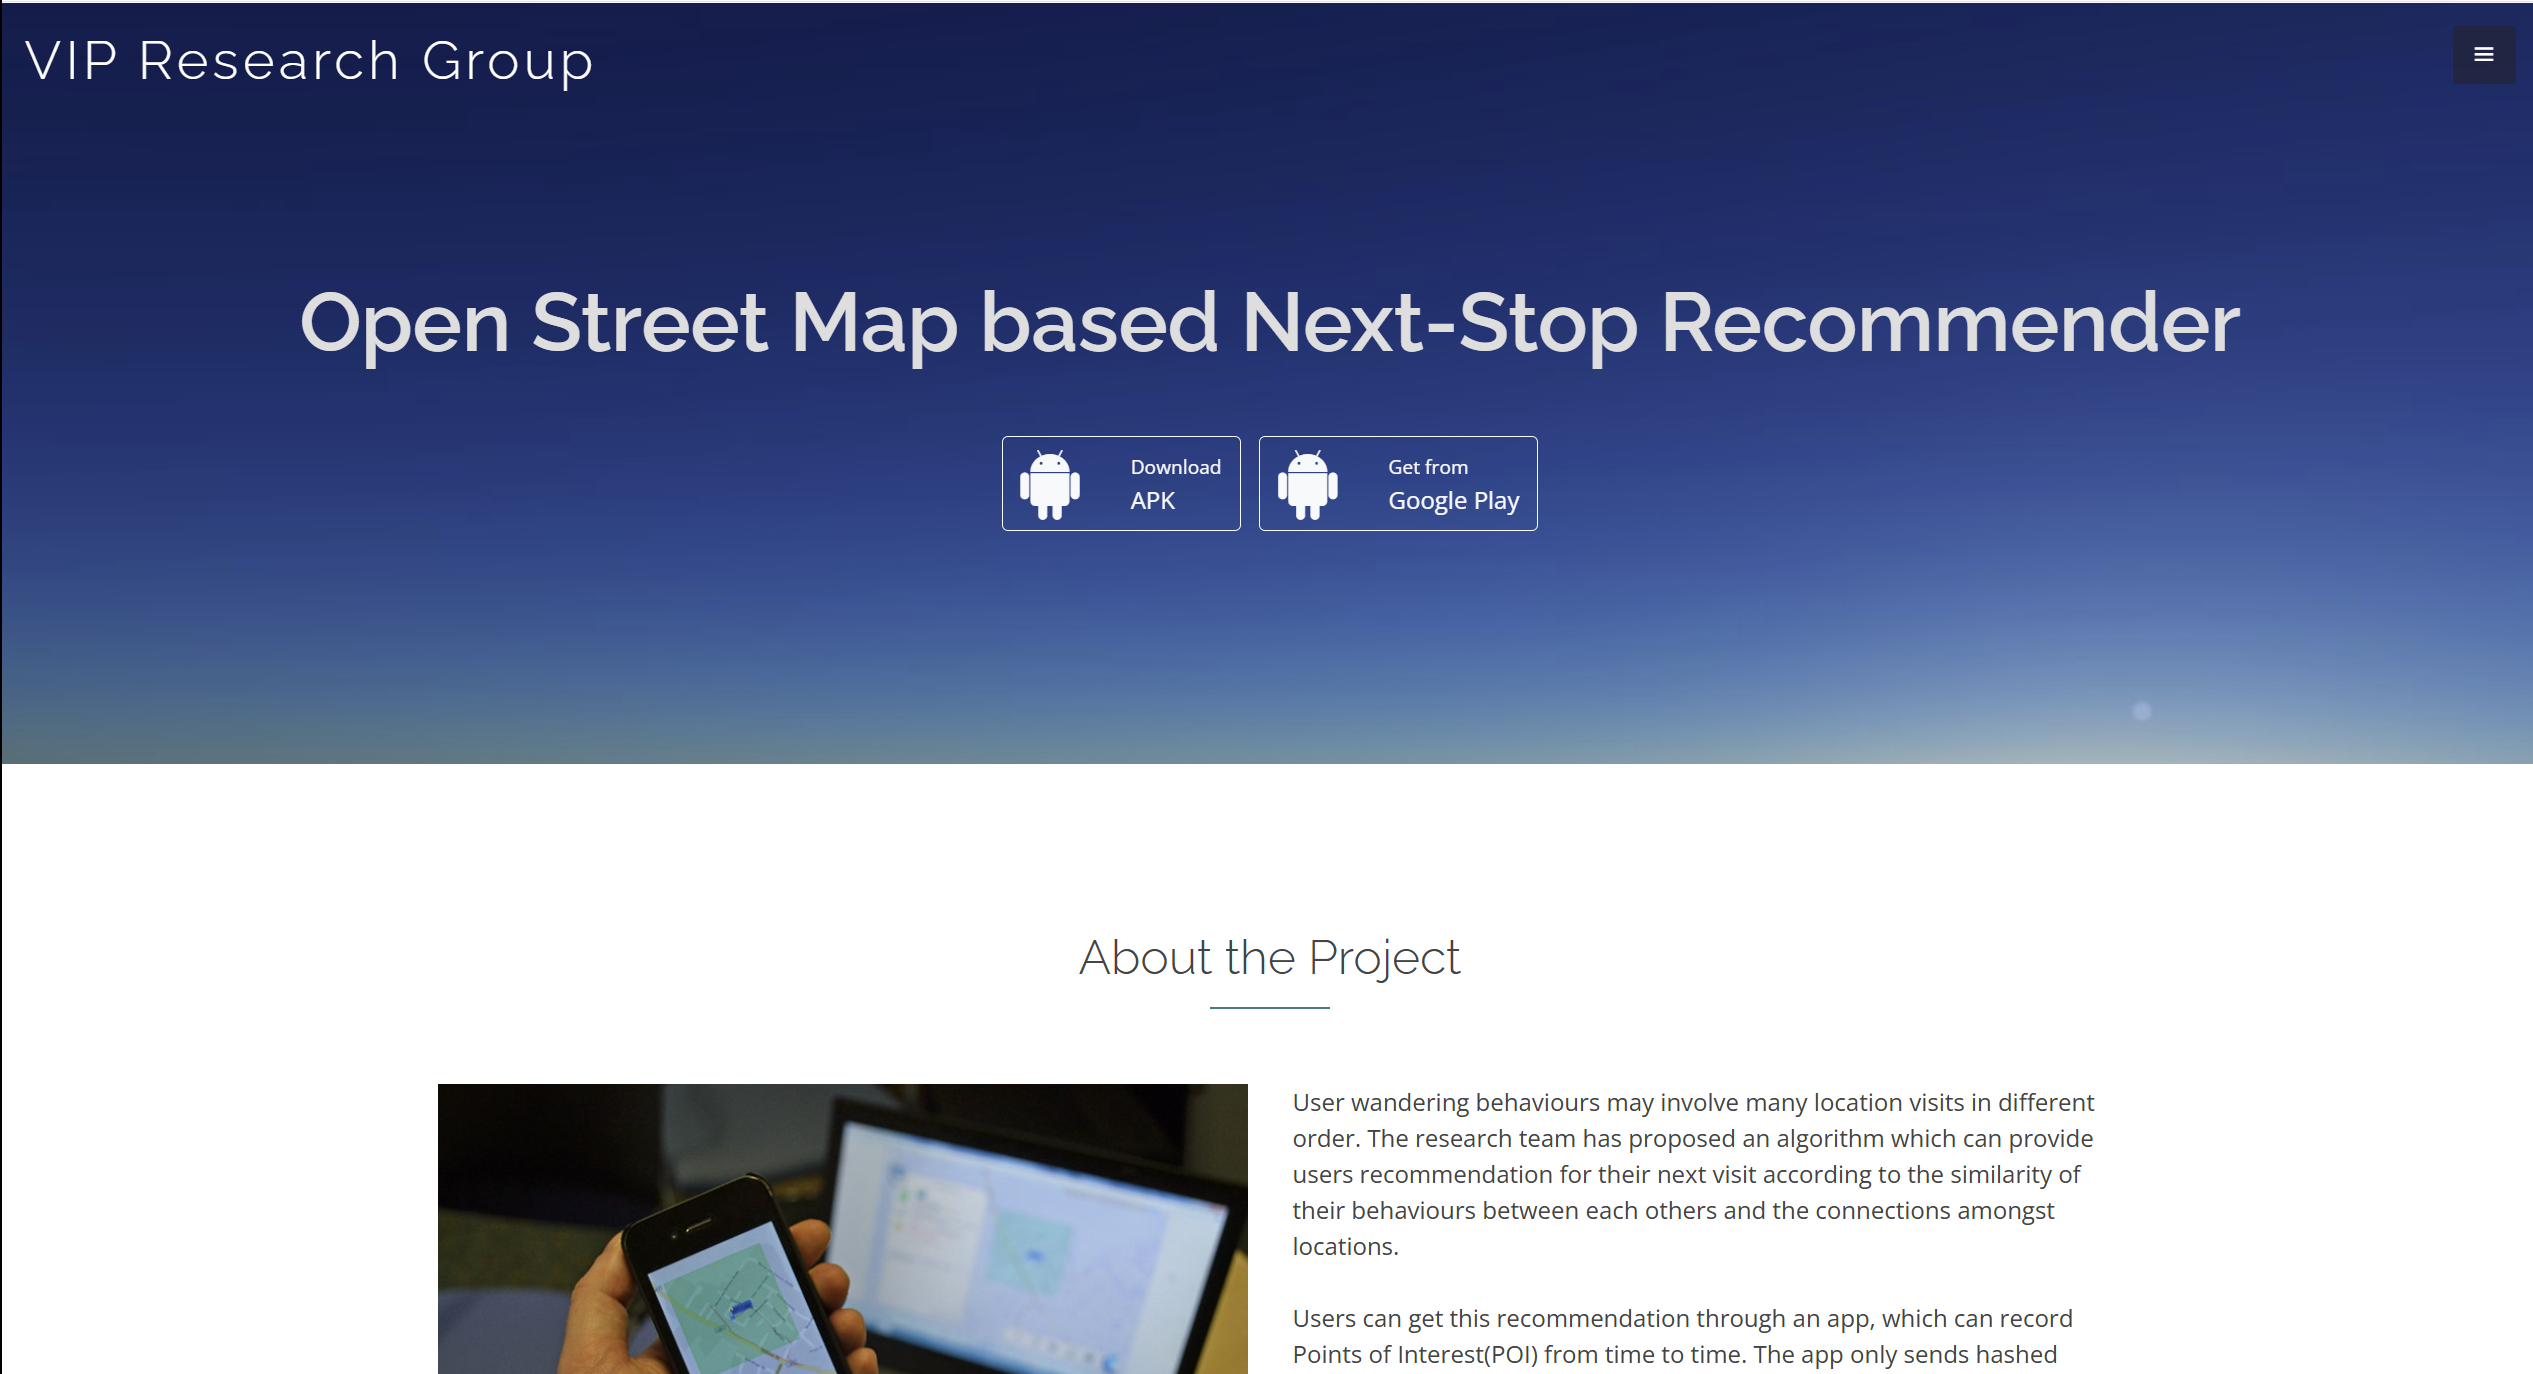 VIP Research Group
Open Street Map based Next-Stop Recommender
Download
APK
Get from
Google Play
About the Project
User wandering behaviours may involve many location visits in different
order. The research team has proposed an algorithm which can provide
users recommendation for their next visit according to the similarity of
their behaviours between each others and the connections amongst
locations.
Users can get this recommendation through an app, which can record
Points of Interest(POI) from time to time. The app only sends hashed